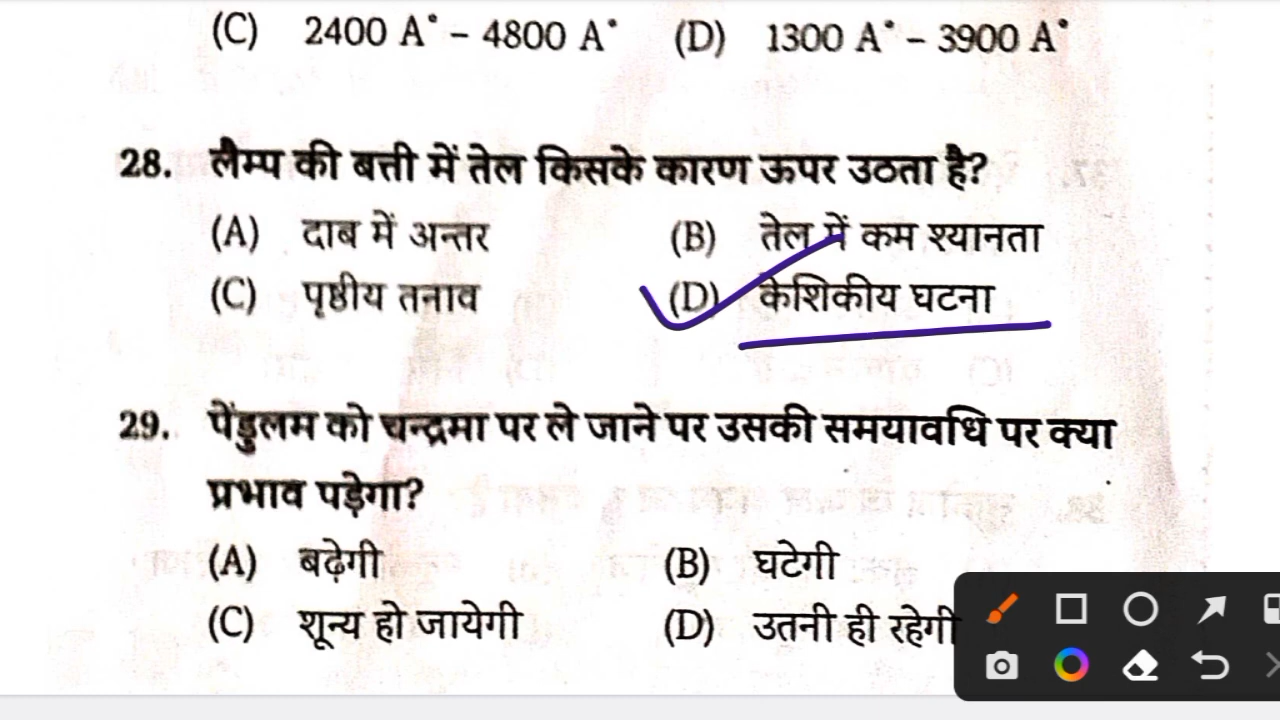 (C) 2400 A° – 4800 A° (D) 1300 A° – 3900 A°
28. लैम्प की बत्ती में तेल किसके कारण ऊपर उठता है?
(A) दाब में अन्तर (B) तेल में कम श्यानता
(C) पृष्ठीय तनाव (D) केशिकीय घटना
29. पेंडुलम को चन्द्रमा पर ले जाने पर उसकी समयावधि पर क्या
प्रभाव पड़ेगा?
(A) बढ़ेगी (B) घटेगी
(C) शून्य हो जायेगी (D) उतनी ही रहेगी